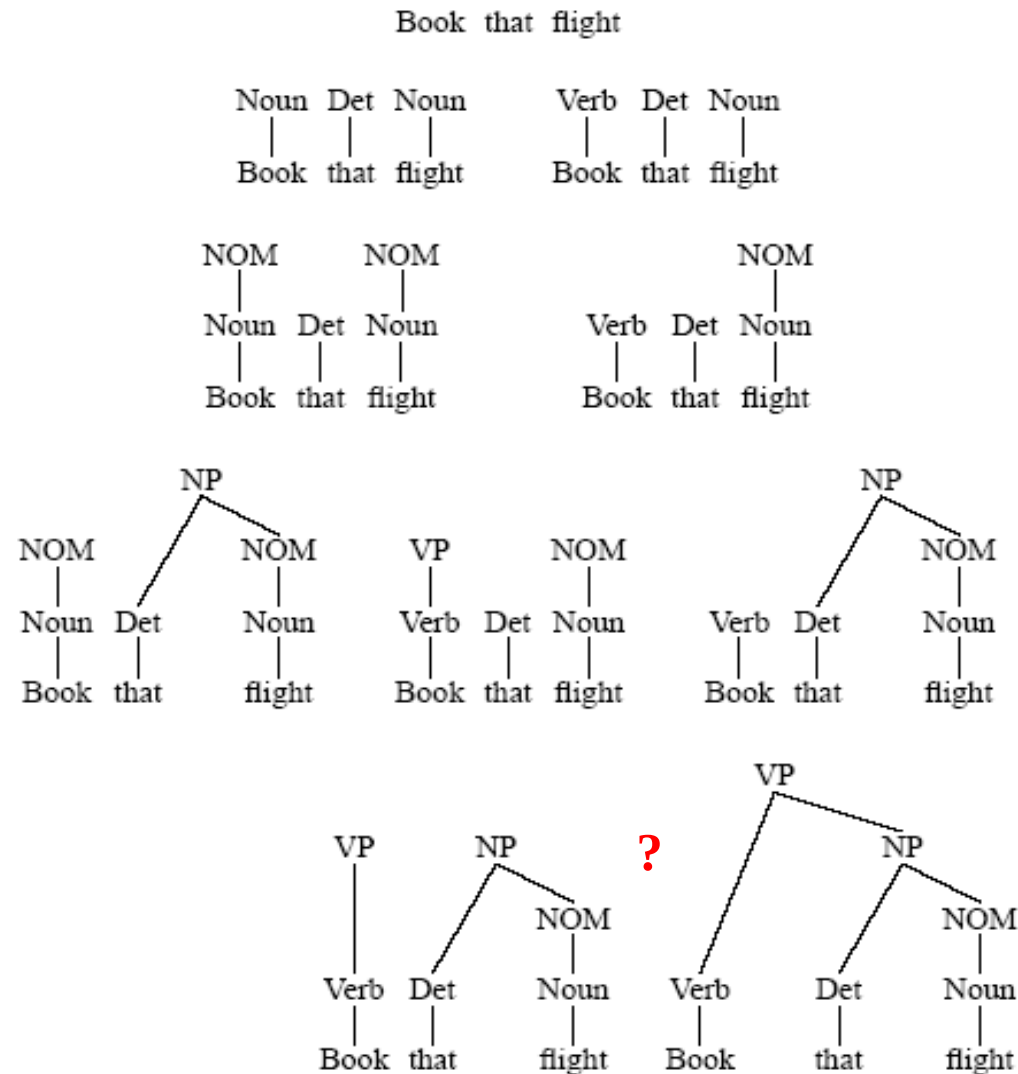 Book that flight
Noun Det Noun Verb Det Noun
Book that flight Book that flight
NOM NOM NOM
Noun Det Noun Verb Det Noun
Book that flight Book that flight
NP NP
NOM NOM VP NOM NOM
Noun Det Noun Verb Det Noun Verb Det Noun
Book that flight Book that flight Book that flight
VP
VP NP ? NP
NOM NOM
Verb Det Noun Verb Det Noun
Book that flight Book that flight